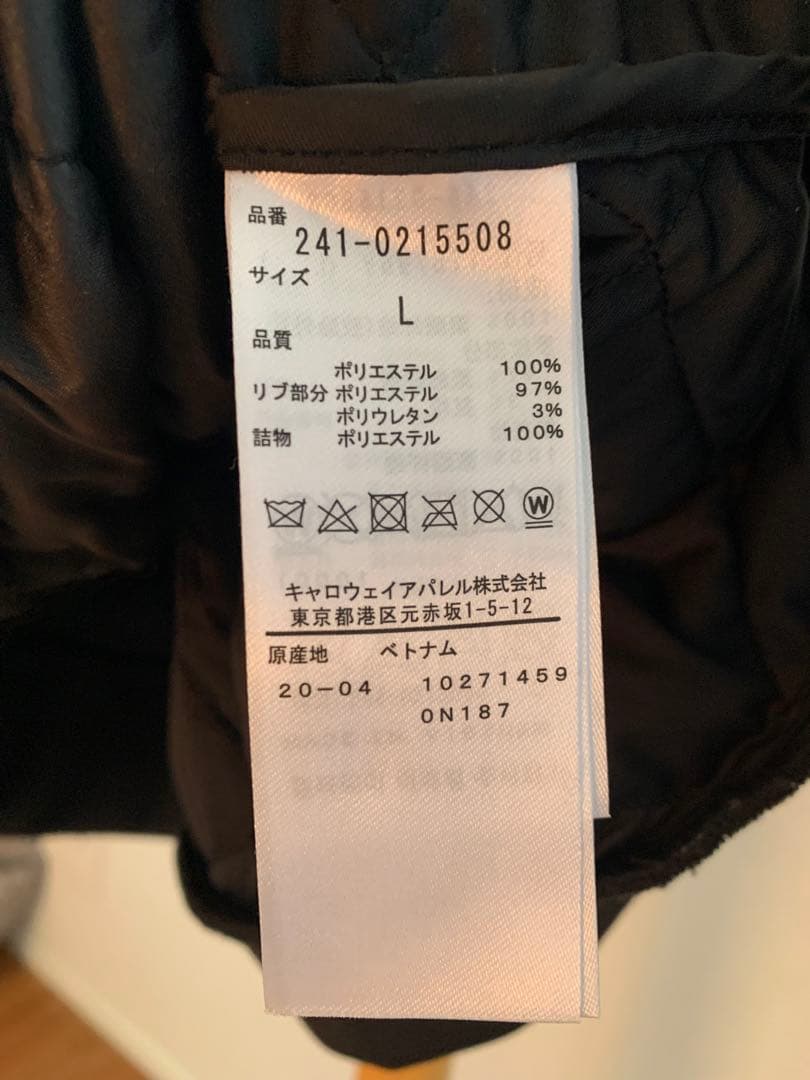 品番
241-0215508
サイズ
L
品質
ポリエステル 100%
リブ部分 ポリエステル 97%
ポリウレタン 3%
詰物 ポリエステル 100%
W
キャロウェイアパレル株式会社
東京都港区元赤坂1-5-12
原産地 ベトナム
20-04 10271459
0N187